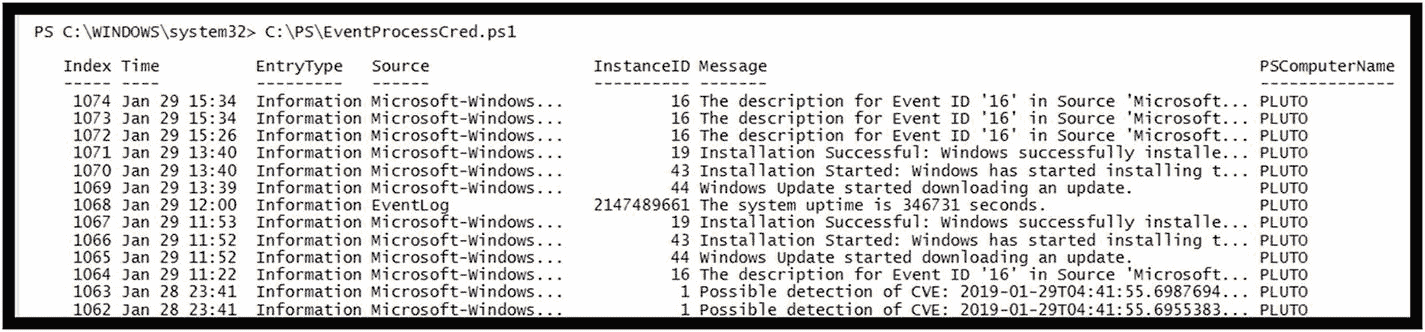 PS C:\WINDOWS\system32> C:\PS\EventProcessCred.ps1
Index Time EntryType Source InstanceID Message PSComputerName
----- ---- --------- ------ ---------- ------- --------------
1074 Jan 29 15:34 Information Microsoft-Windows... 16 The description for Event ID '16' in Source 'Microsoft... PLUTO
1073 Jan 29 15:34 Information Microsoft-Windows... 16 The description for Event ID '16' in Source 'Microsoft... PLUTO
1072 Jan 29 15:26 Information Microsoft-Windows... 16 The description for Event ID '16' in Source 'Microsoft... PLUTO
1071 Jan 29 13:40 Information Microsoft-Windows... 19 Installation Successful: Windows successfully installe... PLUTO
1070 Jan 29 13:40 Information Microsoft-Windows... 43 Installation Started: Windows has started installing t... PLUTO
1069 Jan 29 13:39 Information Microsoft-Windows... 44 Windows Update started downloading an update. PLUTO
1068 Jan 29 12:00 Information EventLog 2147489661 The system uptime is 346731 seconds. PLUTO
1067 Jan 29 11:53 Information Microsoft-Windows... 19 Installation Successful: Windows successfully installe... PLUTO
1066 Jan 29 11:52 Information Microsoft-Windows... 43 Installation Started: Windows has started installing t... PLUTO
1065 Jan 29 11:52 Information Microsoft-Windows... 44 Windows Update started downloading an update. PLUTO
1064 Jan 29 11:22 Information Microsoft-Windows... 16 The description for Event ID '16' in Source 'Microsoft... PLUTO
1063 Jan 28 23:41 Information Microsoft-Windows... 1 Possible detection of CVE: 2019-01-29T04:41:55.6987694... PLUTO
1062 Jan 28 23:41 Information Microsoft-Windows... 1 Possible detection of CVE: 2019-01-29T04:41:55.6955383... PLUTO